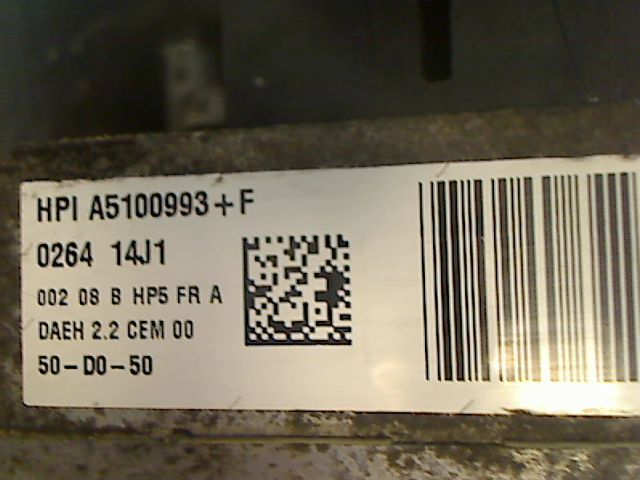 HPI A5100993+F
0264 14J1
002 08 B HP5 FR A
DAEH 2.2 CEM 00
50-D0-50